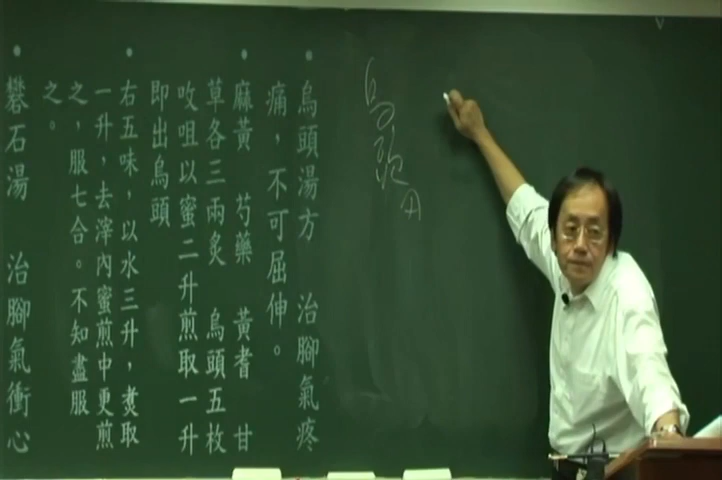 烏
• 烏頭湯方 治腳氣疼
痛，不可屈伸。
• 麻黃 芍藥 黃耆 甘
草各三兩炙 烏頭五枚
㕮咀以蜜二升煎取一升
即出烏頭
• 右五味，以水三升，煑取
一升，去滓內蜜煎中更煎
之，服七合。不知盡服
之。
• 礬石湯 治腳氣衝心